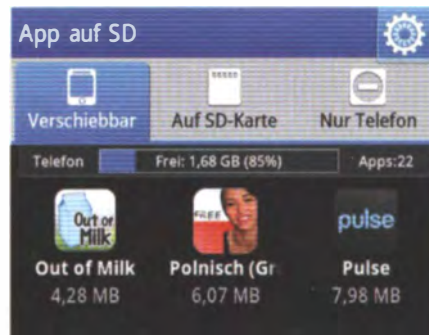 App auf SD
Verschiebbar Auf SD-Karte Nur Telefon
Telefon Frei: 1,68 GB (85%) Apps:22
Out of Milk FREE pulse
Out of Milk Polnisch (Gr Pulse
4,28 MB 6,07 MB 7,98 MB